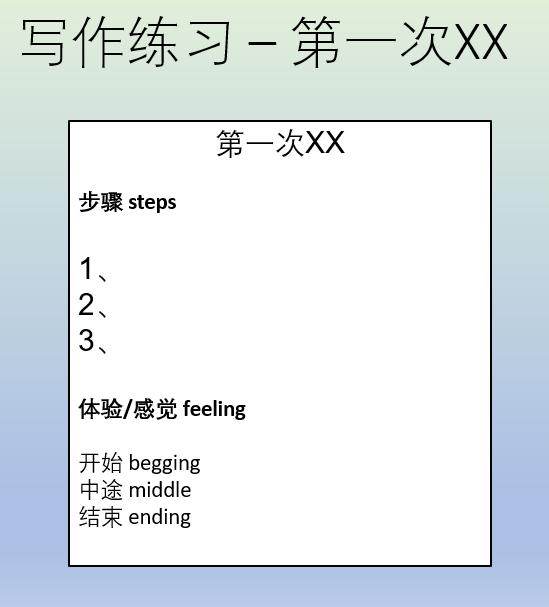 写作练习 – 第一次XX
第一次XX
步骤 steps
1、
2、
3、
体验/感觉 feeling
开始 begging
中途 middle
结束 ending